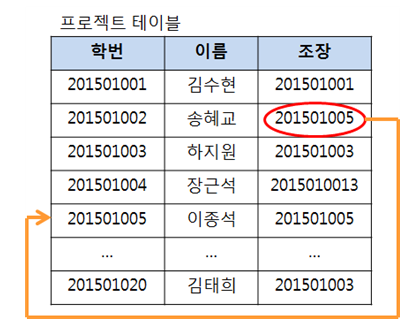 프로젝트 테이블
학번 이름 조장
201501001 김수현 201501001
201501002 송혜교 201501005
201501003 하지원 201501003
201501004 장근석 2015010013
201501005 이종석 201501005
... ... ...
201501020 김태희 201501003